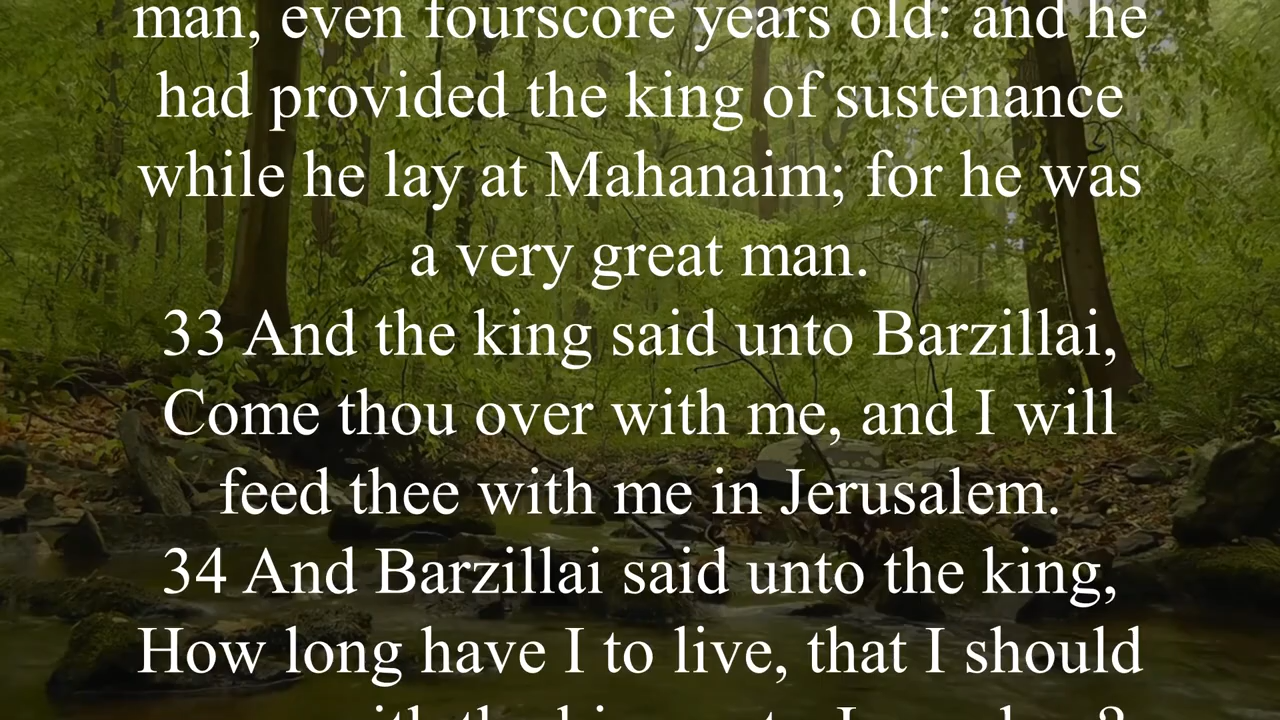 man, even fourscore years old: and he
had provided the king of sustenance
while he lay at Mahanaim; for he was
a very great man.
33 And the king said unto Barzillai,
Come thou over with me, and I will
feed thee with me in Jerusalem.
34 And Barzillai said unto the king,
How long have I to live, that I should